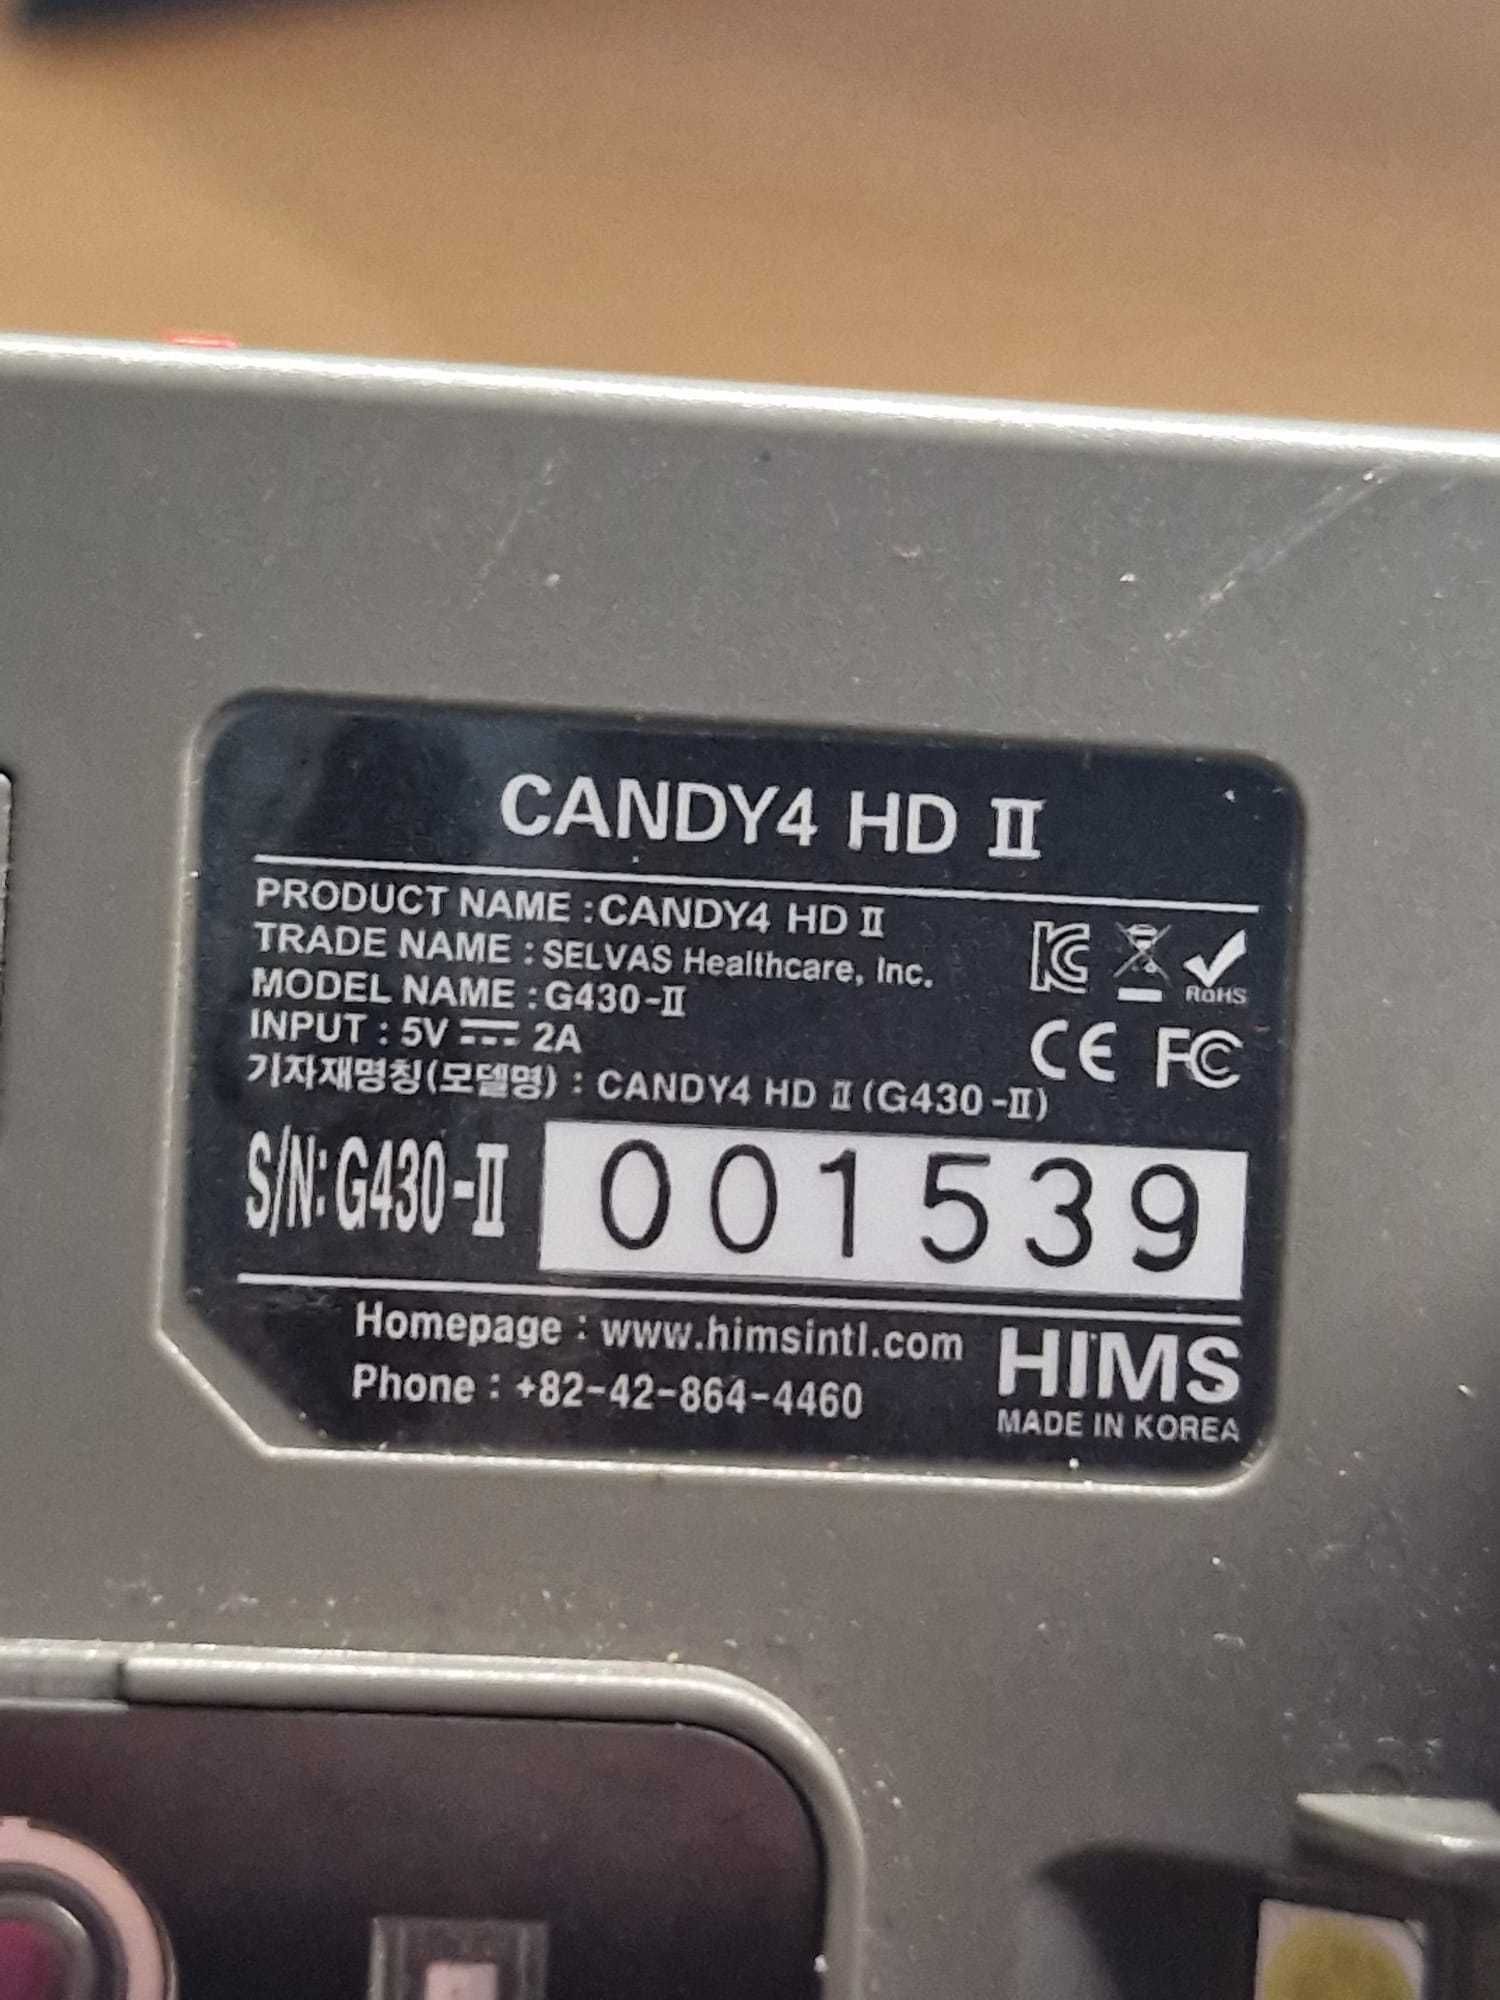 CANDY4 HD II
PRODUCT NAME : CANDY4 HD II
TRADE NAME : SELVAS Healthcare, Inc.
MODEL NAME : G430-II
INPUT : 5V ⎓ 2A
기자재명칭(모델명) : CANDY4 HD II (G430-II)
RoHS
CE FC
S/N: G430-II 001539
Homepage : www.himsintl.com
Phone : +82-42-864-4460
HIMS
MADE IN KOREA